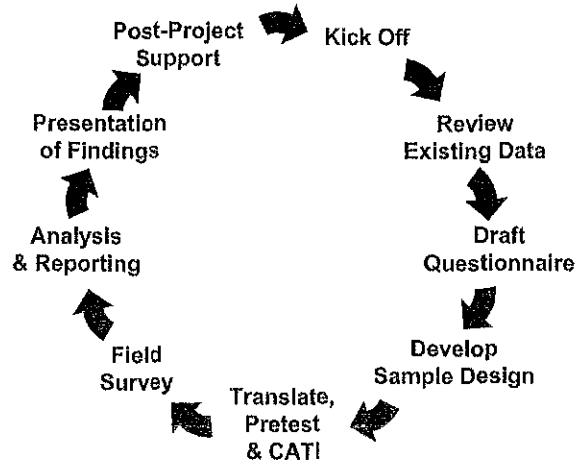 Kick Off
Review
Existing Data
Draft
Questionnaire
Develop
Sample Design
Translate,
Pretest
& CATI
Field
Survey
Analysis
& Reporting
Presentation
of Findings
Post-Project
Support